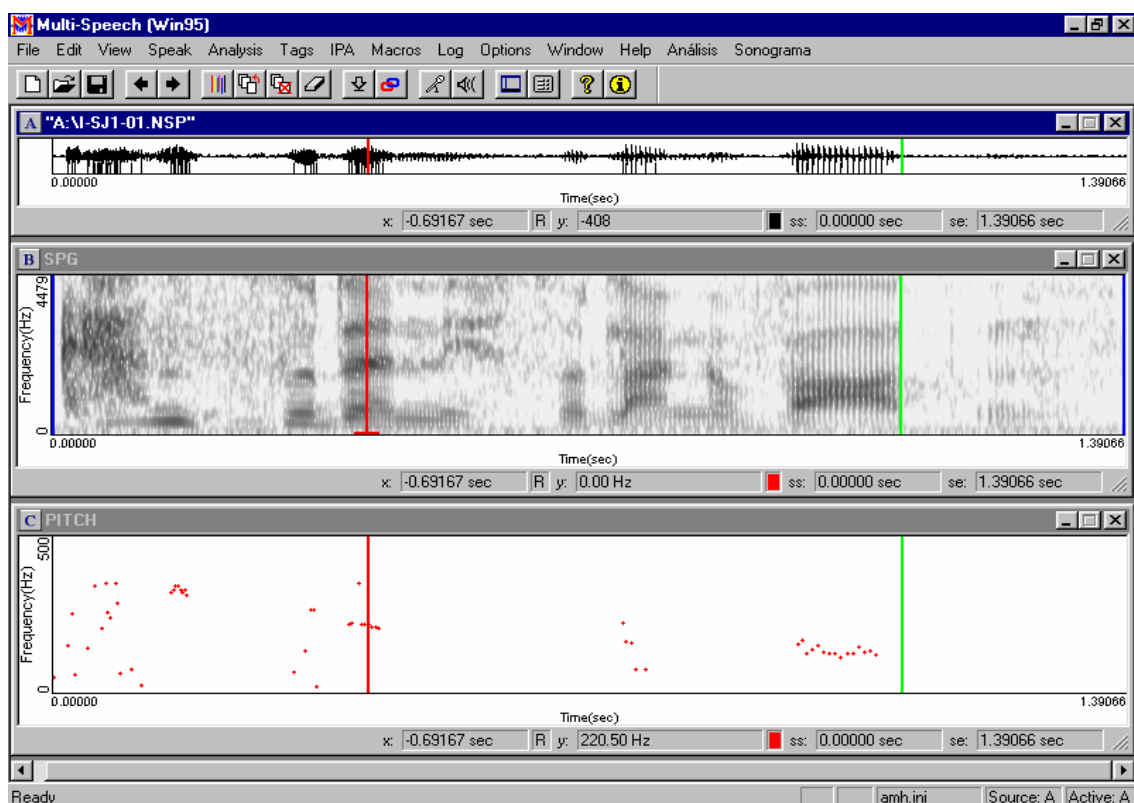 Multi-Speech (Win95)
File Edit View Speak Analysis Tags IPA Macros Log Options Window Help Análisis Sonograma
A "A:\I-SJ1-01.NSP"
0.00000 1.39066
Time(sec)
x: -0.69167 sec R y: -408 ss: 0.00000 sec se: 1.39066 sec
B SPG
4479
Frequency(Hz)
0
0.00000 1.39066
Time(sec)
x: -0.69167 sec R y: 0.00 Hz ss: 0.00000 sec se: 1.39066 sec
C PITCH
500
Frequency(Hz)
0
0.00000 1.39066
Time(sec)
x: -0.69167 sec R y: 220.50 Hz ss: 0.00000 sec se: 1.39066 sec
Ready amh.ini Source: A Active: A